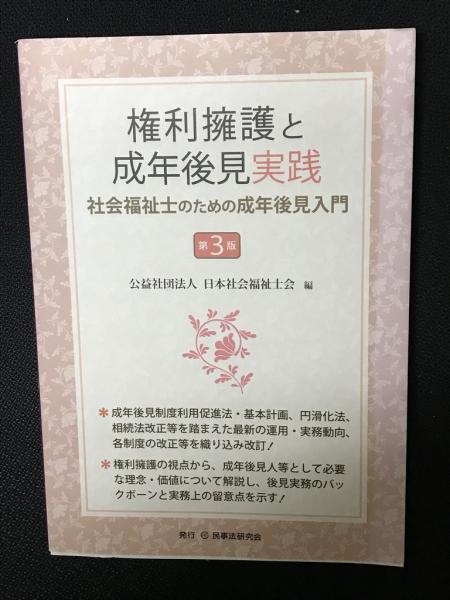 権利擁護と
成年後見実践
社会福祉士のための成年後見入門
第3版
公益社団法人 日本社会福祉士会 編
＊成年後見制度利用促進法・基本計画、円滑化法、
相続法改正等を踏まえた最新の運用・実務動向、
各制度の改正等を織り込み改訂！
＊権利擁護の視点から、成年後見人等として必要
な理念・価値について解説し、後見実務のバッ
クボーンと実務上の留意点を示す！
発行 民事法研究会